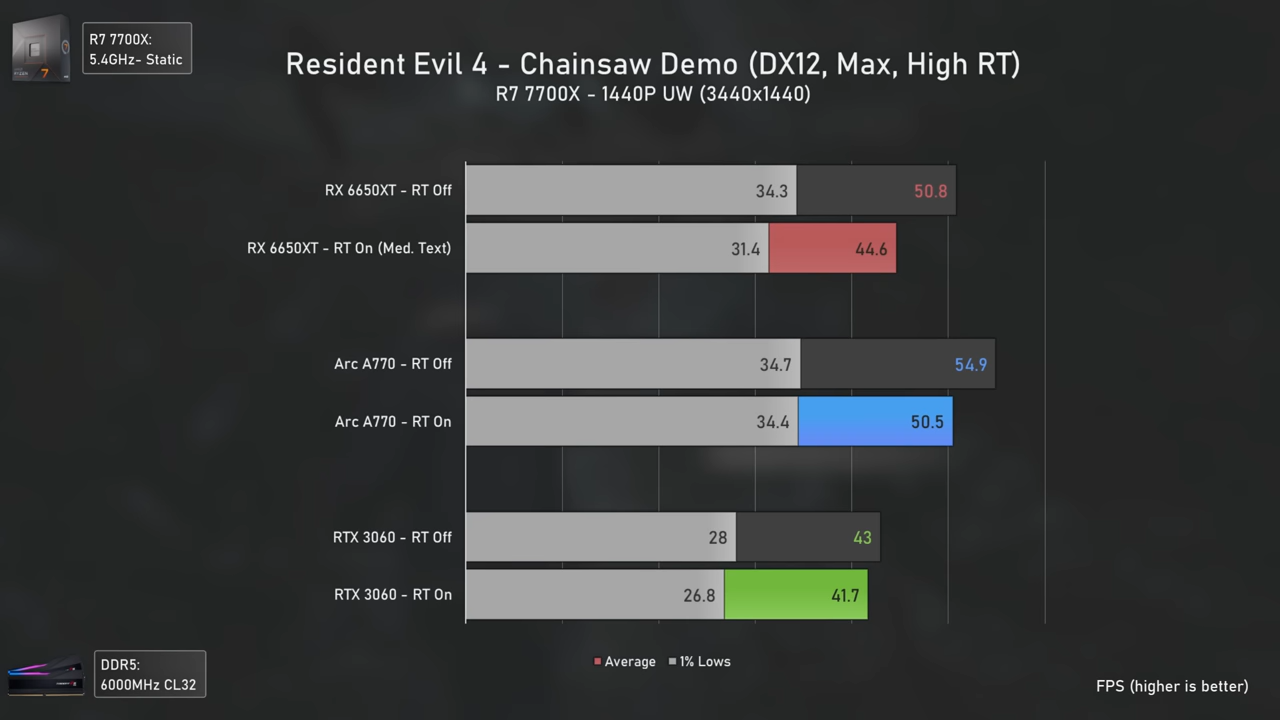 R7 7700X:
5.4GHz- Static
Resident Evil 4 - Chainsaw Demo (DX12, Max, High RT)
R7 7700X - 1440P UW (3440x1440)
RX 6650XT - RT Off
34.3
50.8
RX 6650XT - RT On (Med. Text)
31.4
44.6
Arc A770 - RT Off
34.7
54.9
Arc A770 - RT On
34.4
50.5
RTX 3060 - RT Off
28
43
RTX 3060 - RT On
26.8
41.7
Average
1% Lows
DDR5:
6000MHz CL32
FPS (higher is better)